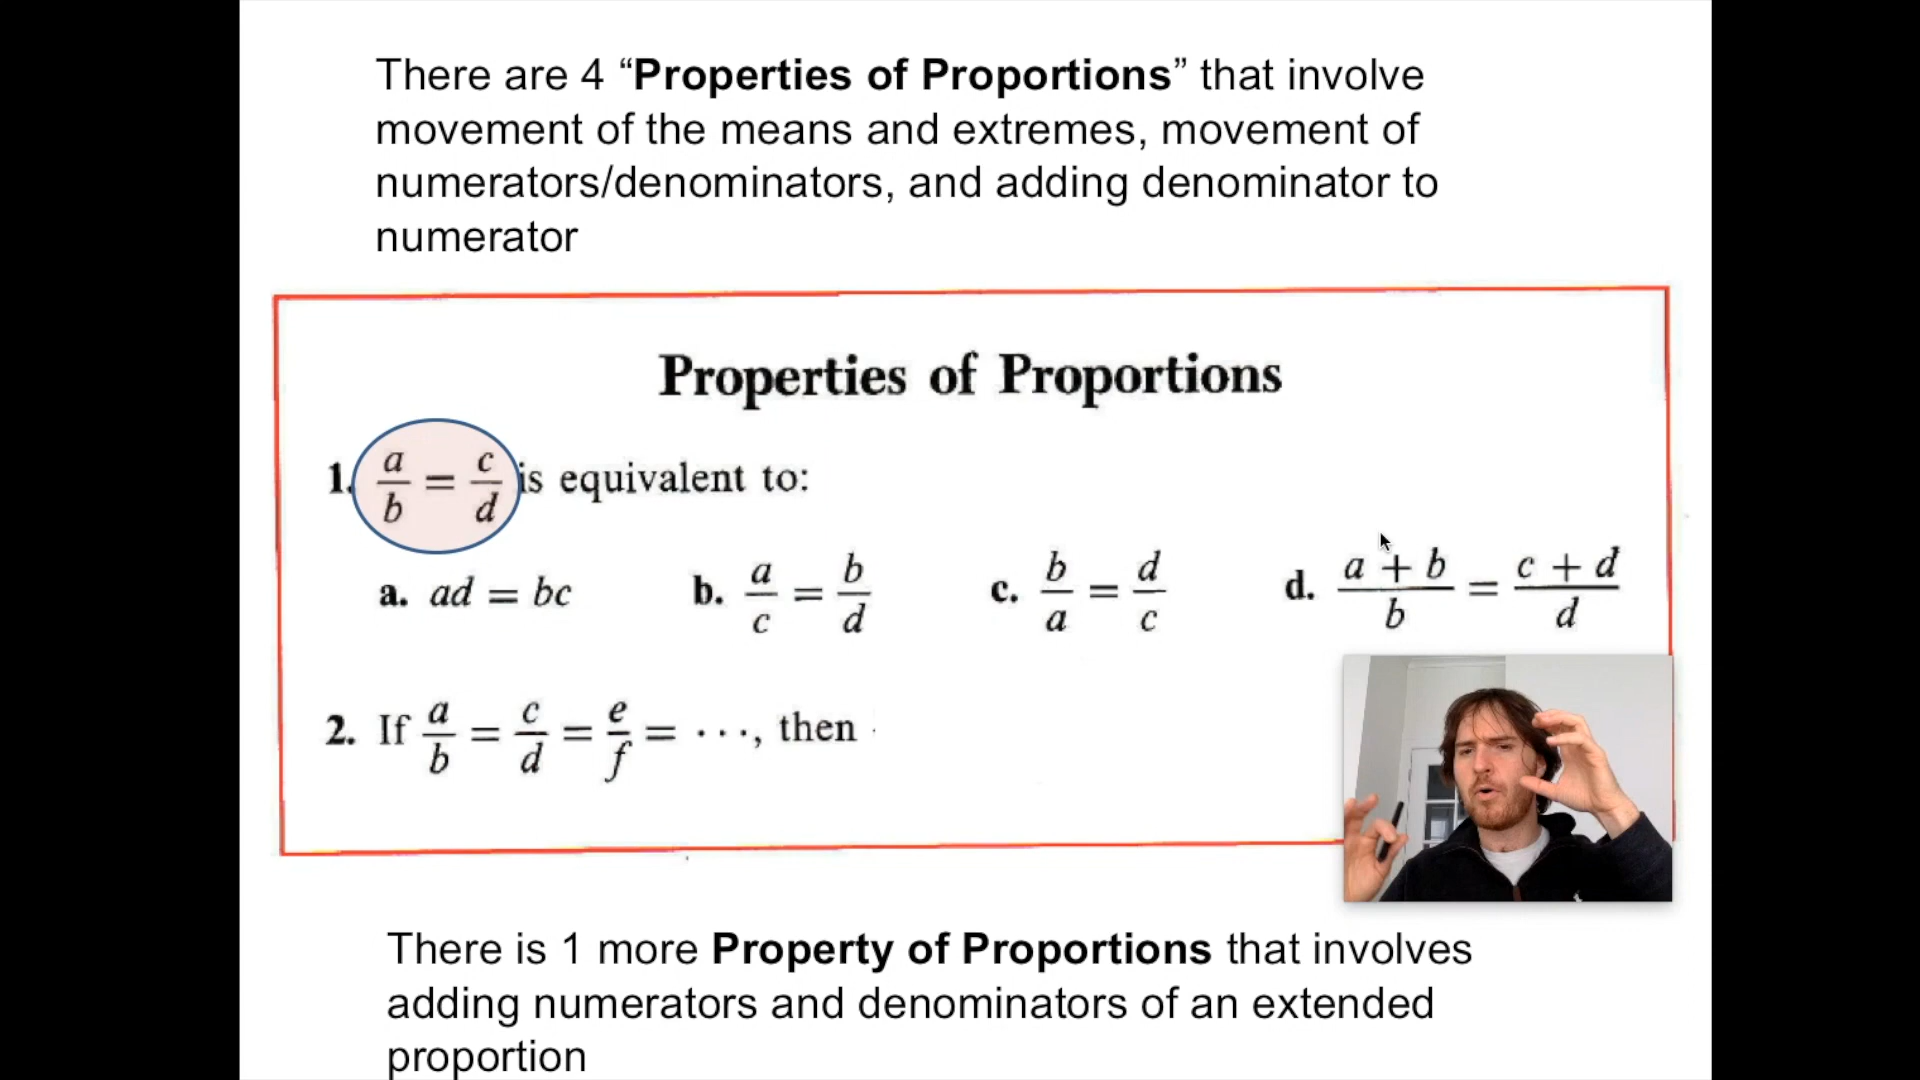 There are 4 “Properties of Proportions” that involve
movement of the means and extremes, movement of
numerators/denominators, and adding denominator to
numerator
Properties of Proportions
1. a/b = c/d is equivalent to:
a. ad = bc b. a/c = b/d c. b/a = d/c d. (a + b)/b = (c + d)/d
2. If a/b = c/d = e/f = ···, then
There is 1 more Property of Proportions that involves
adding numerators and denominators of an extended
proportion